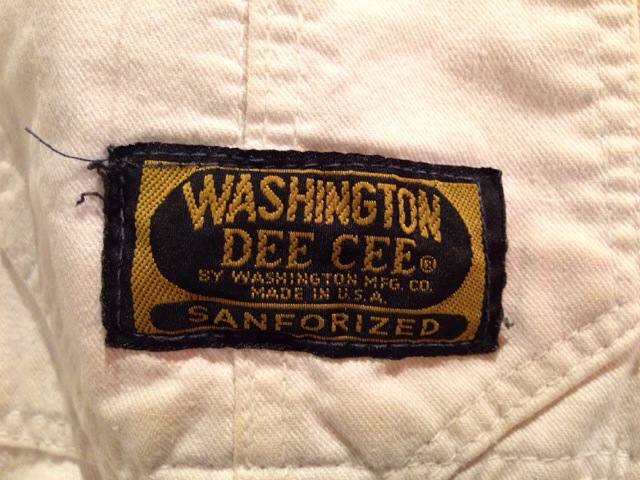 WASHINGTON
DEE CEE®
BY WASHINGTON MFG. CO.
MADE IN U.S.A.
SANFORIZED